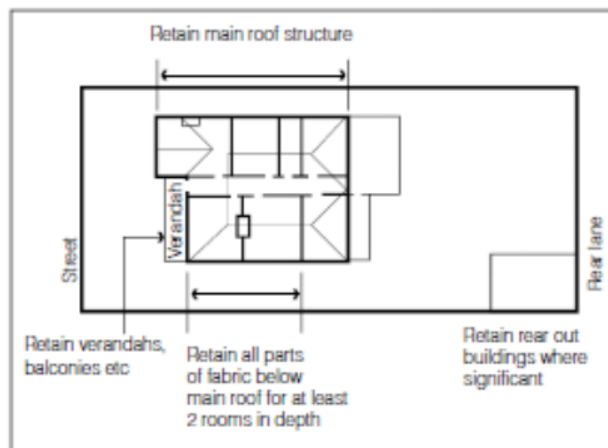 Retain main roof structure
Verandah
Street
Rear lane
Retain verandahs,
balconies etc
Retain all parts
of fabric below
main roof for at least
2 rooms in depth
Retain rear out
buildings where
significant